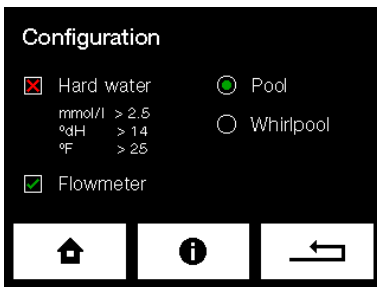 Configuration
Hard water
mmol/l > 2.5
°dH > 14
°F > 25
Flowmeter
Pool
Whirlpool